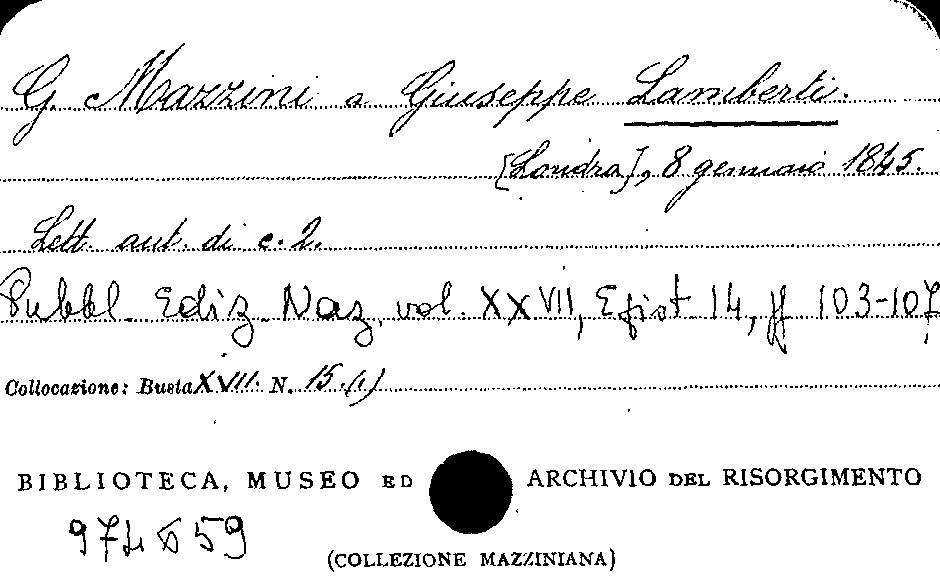 G. Mazzini a Giuseppe Lamberti.
[Londra], 8 gennaio 1845.
Lett. aut. di c. 2.
Pubbl. Ediz. Naz. vol. XXVII, Epist 14, pp 103-107
Collocazione: Busta XVII. N. 15.(1)
BIBLIOTECA, MUSEO ED ARCHIVIO DEL RISORGIMENTO
(COLLEZIONE MAZZINIANA)